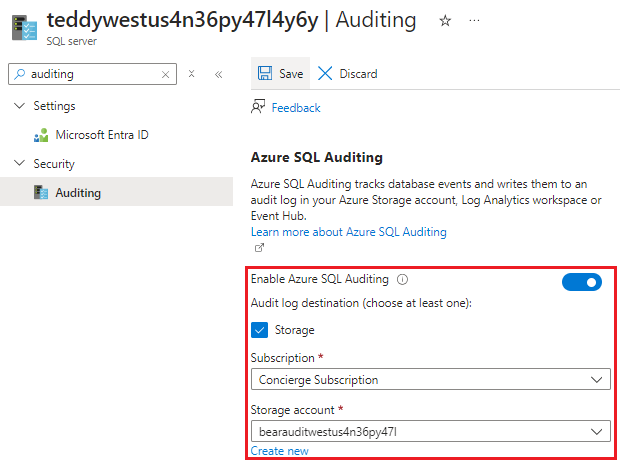 teddywestus4n36py47l4y6y | Auditing
SQL server
auditing
Settings
Microsoft Entra ID
Security
Auditing
Save Discard
Feedback
Azure SQL Auditing
Azure SQL Auditing tracks database events and writes them to an
audit log in your Azure Storage account, Log Analytics workspace or
Event Hub.
Learn more about Azure SQL Auditing
Enable Azure SQL Auditing
Audit log destination (choose at least one):
Storage
Subscription *
Concierge Subscription
Storage account *
bearauditwestus4n36py47l
Create new